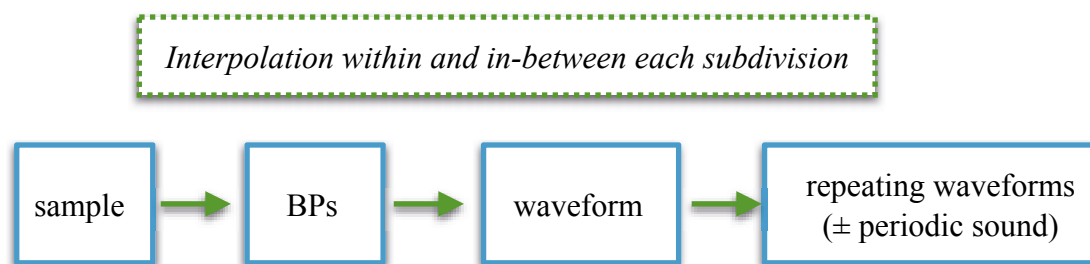 Interpolation within and in-between each subdivision
sample
BPs
waveform
repeating waveforms
(± periodic sound)